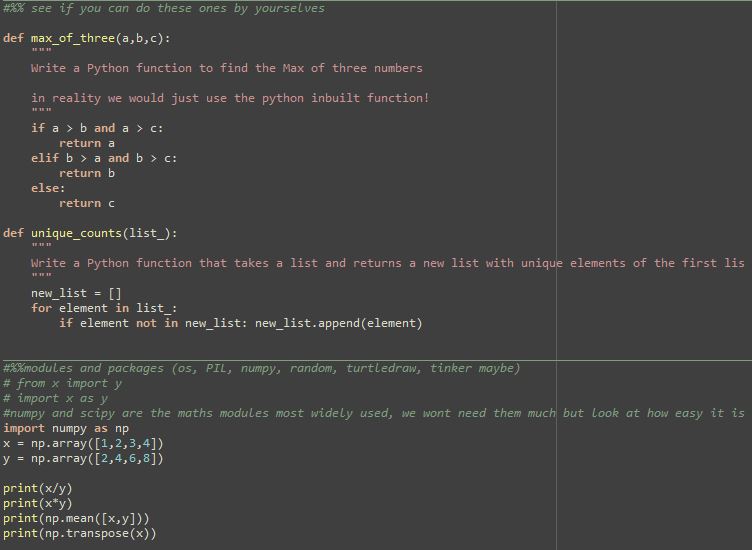 #%% see if you can do these ones by yourselves
def max_of_three(a,b,c):
"""
Write a Python function to find the Max of three numbers
in reality we would just use the python inbuilt function!
"""
if a > b and a > c:
return a
elif b > a and b > c:
return b
else:
return c
def unique_counts(list_):
"""
Write a Python function that takes a list and returns a new list with unique elements of the first lis
"""
new_list = []
for element in list_:
if element not in new_list: new_list.append(element)
#%%modules and packages (os, PIL, numpy, random, turtledraw, tinker maybe)
# from x import y
# import x as y
#numpy and scipy are the maths modules most widely used, we wont need them much but look at how easy it is
import numpy as np
x = np.array([1,2,3,4])
y = np.array([2,4,6,8])
print(x/y)
print(x*y)
print(np.mean([x,y]))
print(np.transpose(x))